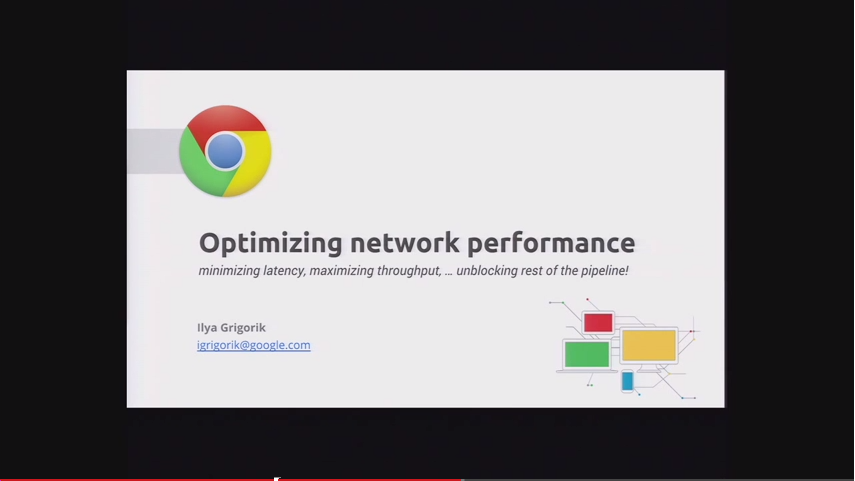 Optimizing network performance
minimizing latency, maximizing throughput, ... unblocking rest of the pipeline!
Ilya Grigorik
igrigorik@google.com